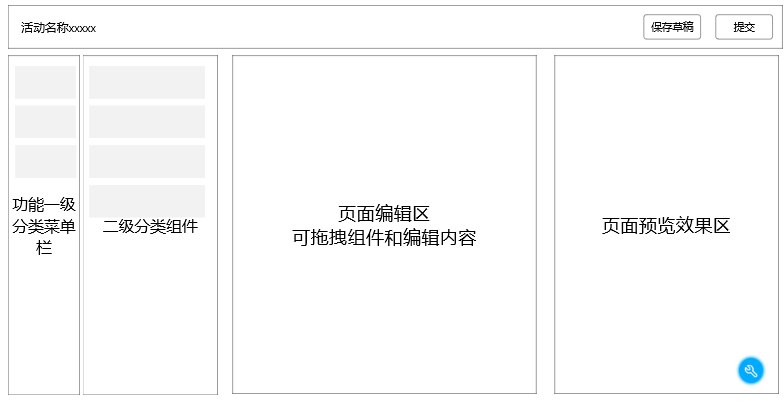 活动名称xxxxx
保存草稿
提交
功能一级
分类菜单
栏
二级分类组件
页面编辑区
可拖拽组件和编辑内容
页面预览效果区